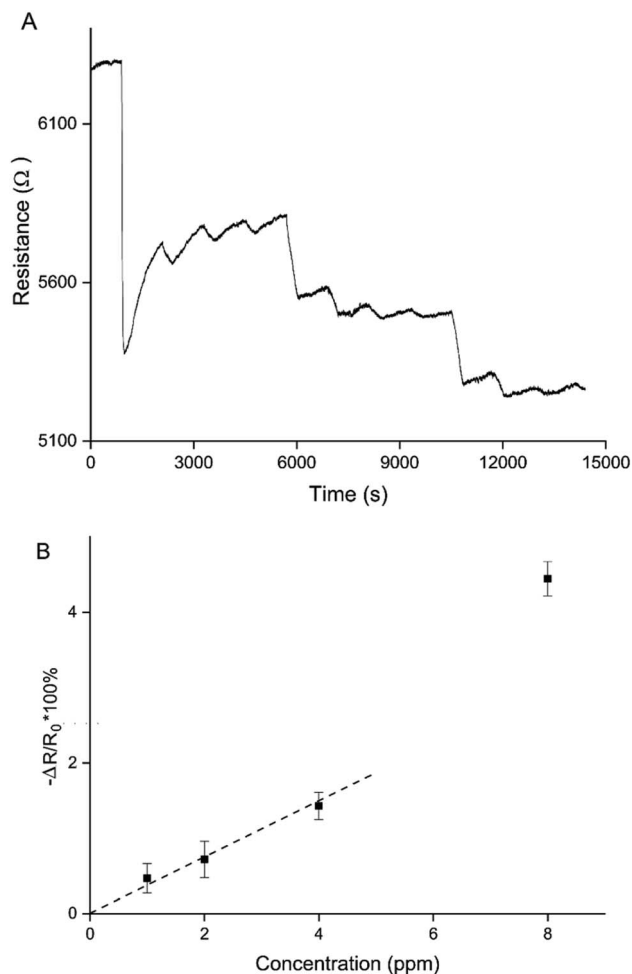 A
6100
5600
5100
Resistance (Ω)
0 3000 6000 9000 12000 15000
Time (s)
B
4
2
0
-ΔR/R₀*100%
0 2 4 6 8
Concentration (ppm)